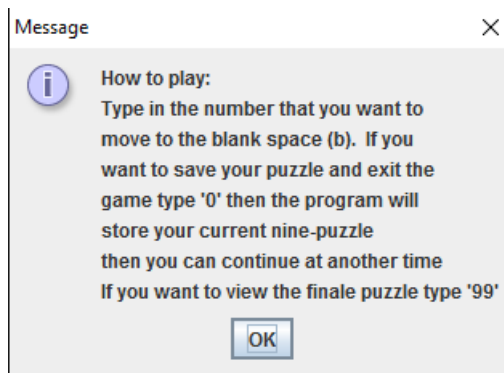 Message
How to play:
Type in the number that you want to
move to the blank space (b). If you
want to save your puzzle and exit the
game type '0' then the program will
store your current nine-puzzle
then you can continue at another time
If you want to view the finale puzzle type '99'
OK